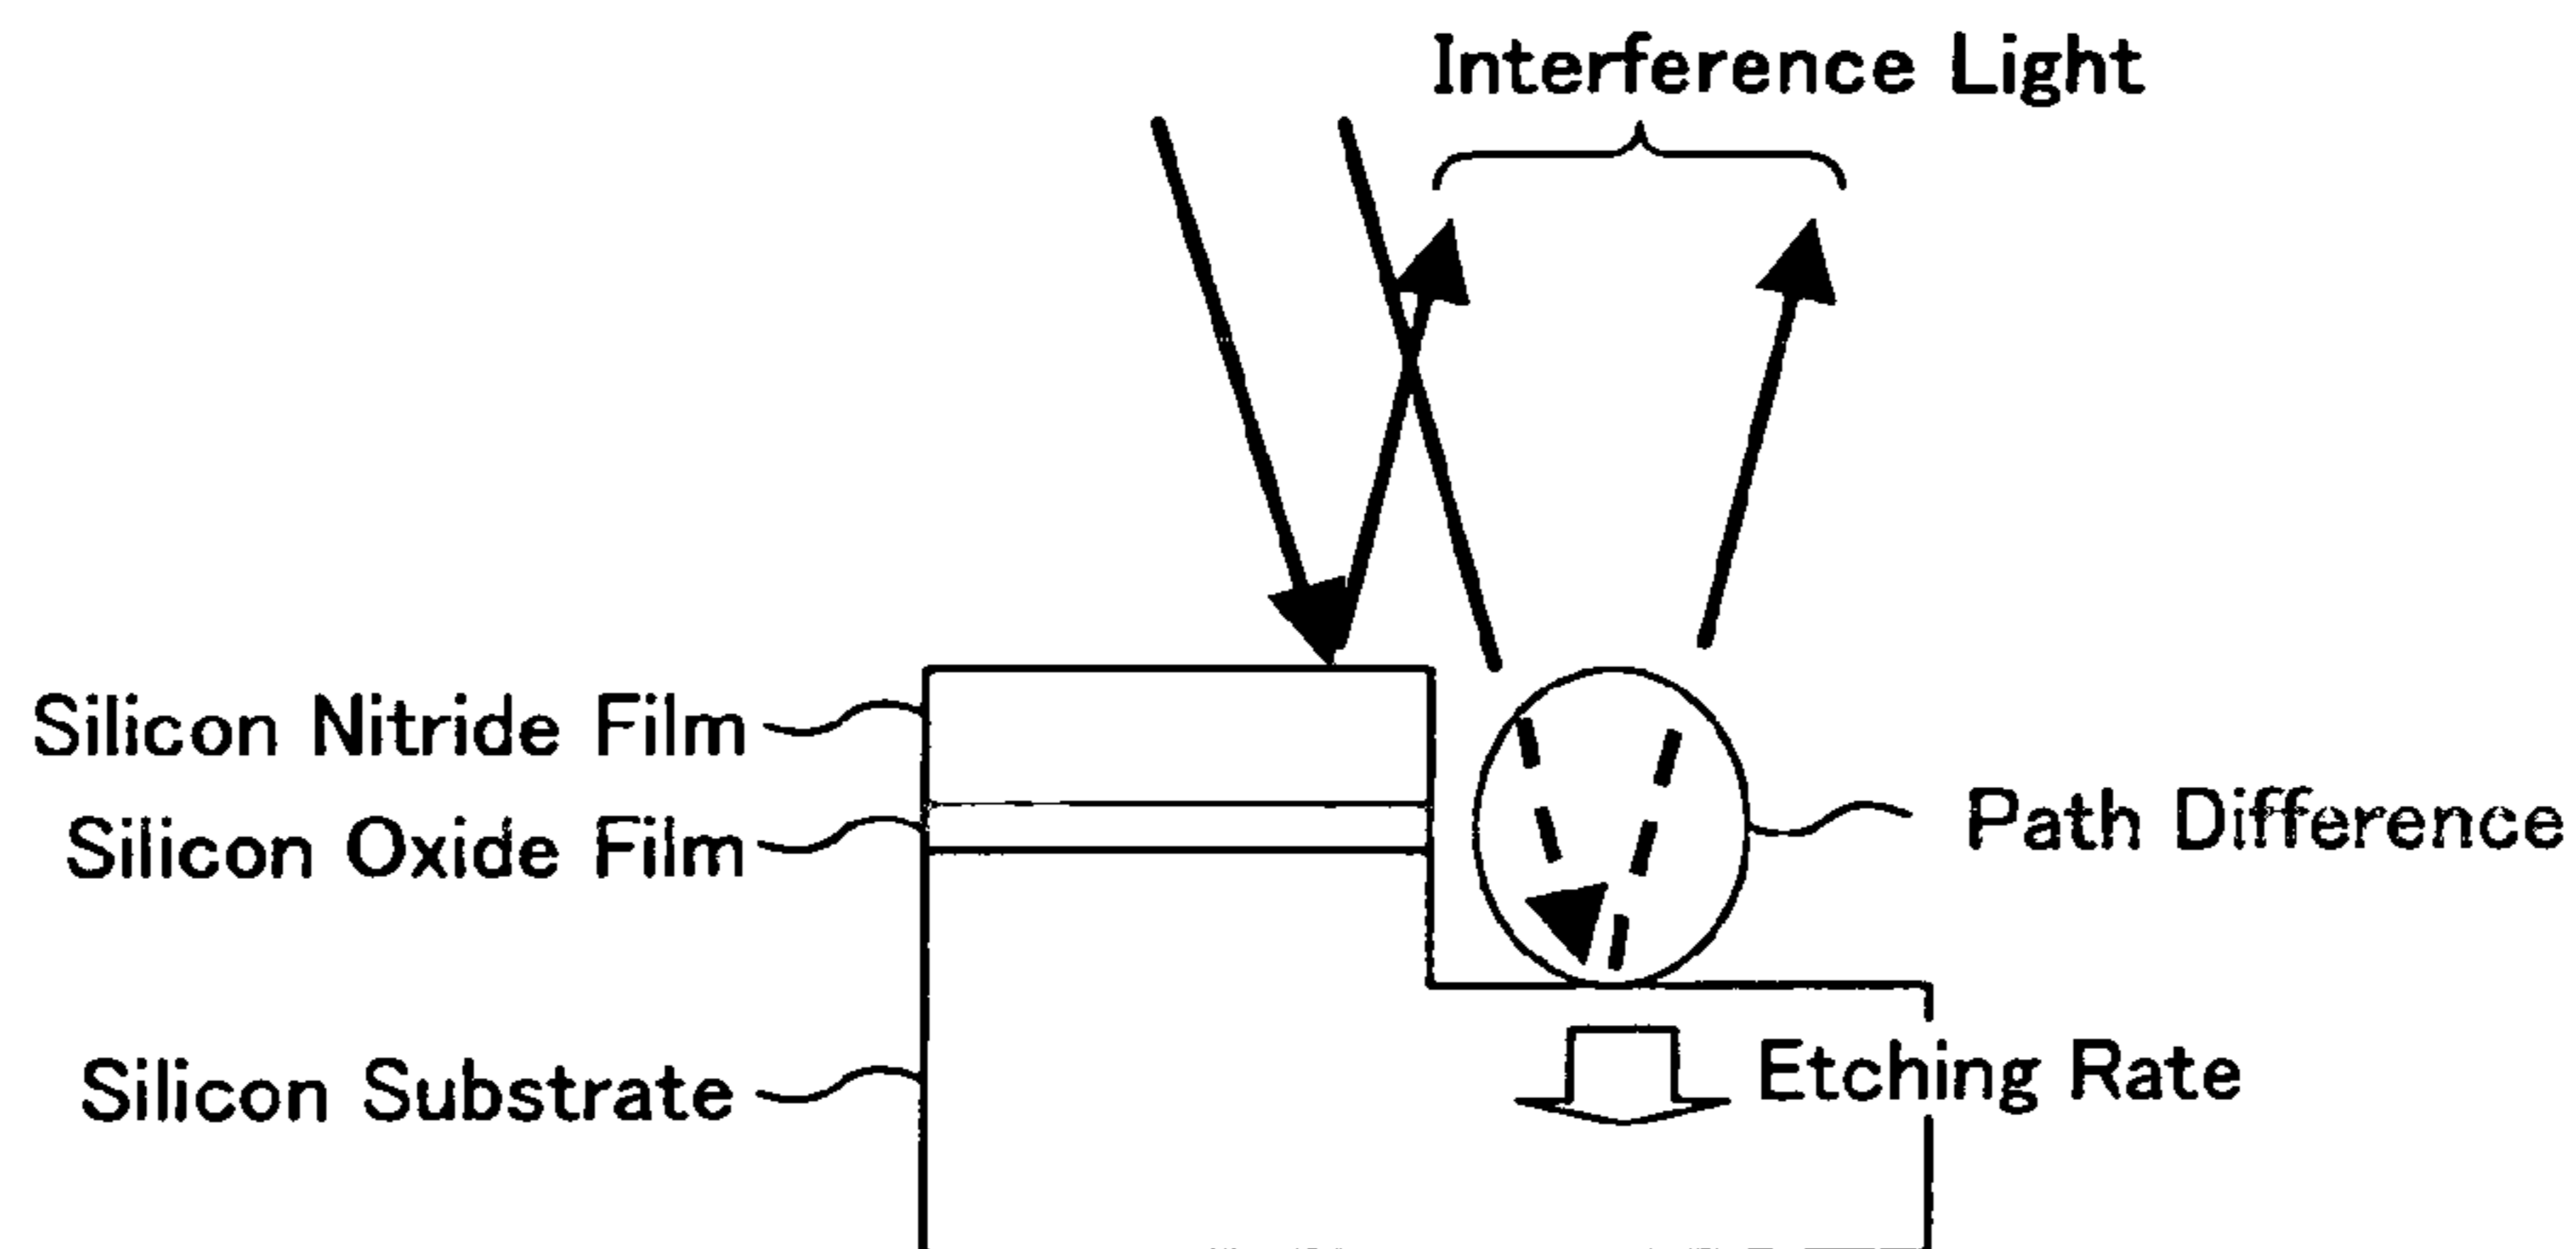 Interference Light
Silicon Nitride Film
Silicon Oxide Film
Path Difference
Silicon Substrate
Etching Rate